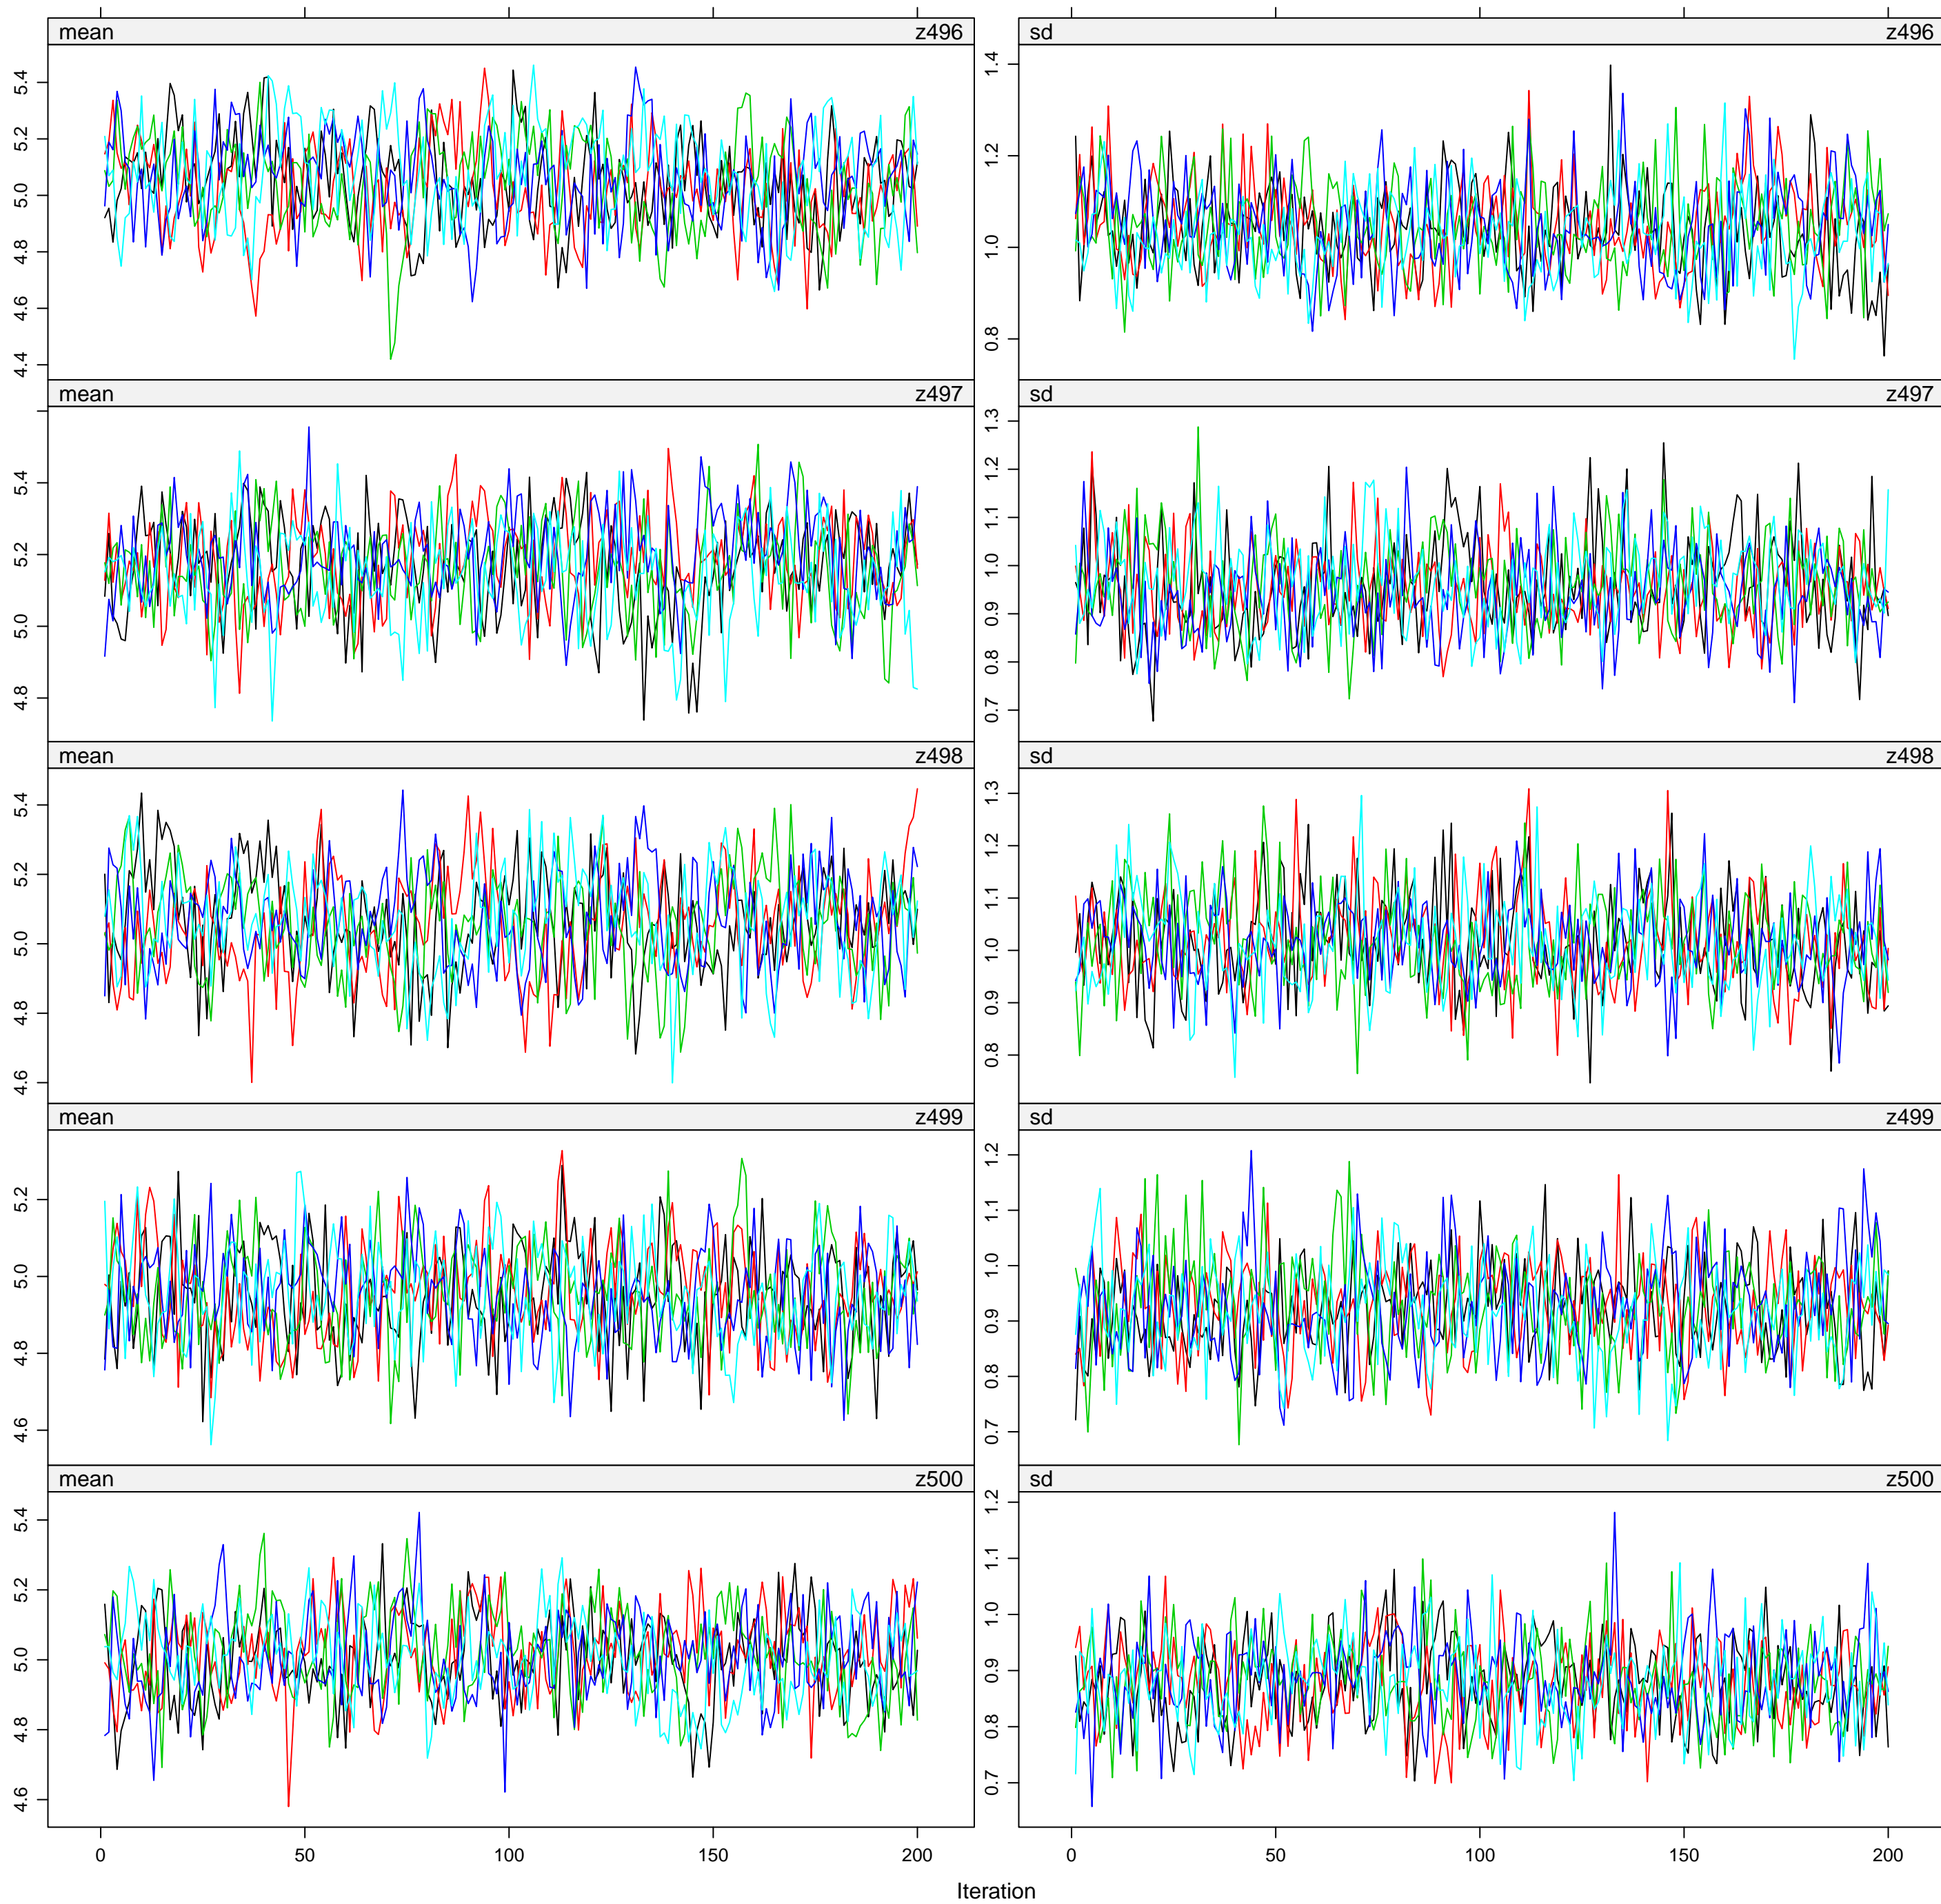 mean z496 sd z496
4.4 4.6 4.8 5.0 5.2 5.4
0.8 1.0 1.2 1.4
mean z497 sd z497
4.8 5.0 5.2 5.4
0.7 0.8 0.9 1.0 1.1 1.2 1.3
mean z498 sd z498
4.6 4.8 5.0 5.2 5.4
0.8 0.9 1.0 1.1 1.2 1.3
mean z499 sd z499
4.6 4.8 5.0 5.2
0.7 0.8 0.9 1.0 1.1 1.2
mean z500 sd z500
4.6 4.8 5.0 5.2 5.4
0.7 0.8 0.9 1.0 1.1 1.2
0 50 100 150 200 0 50 100 150 200
Iteration